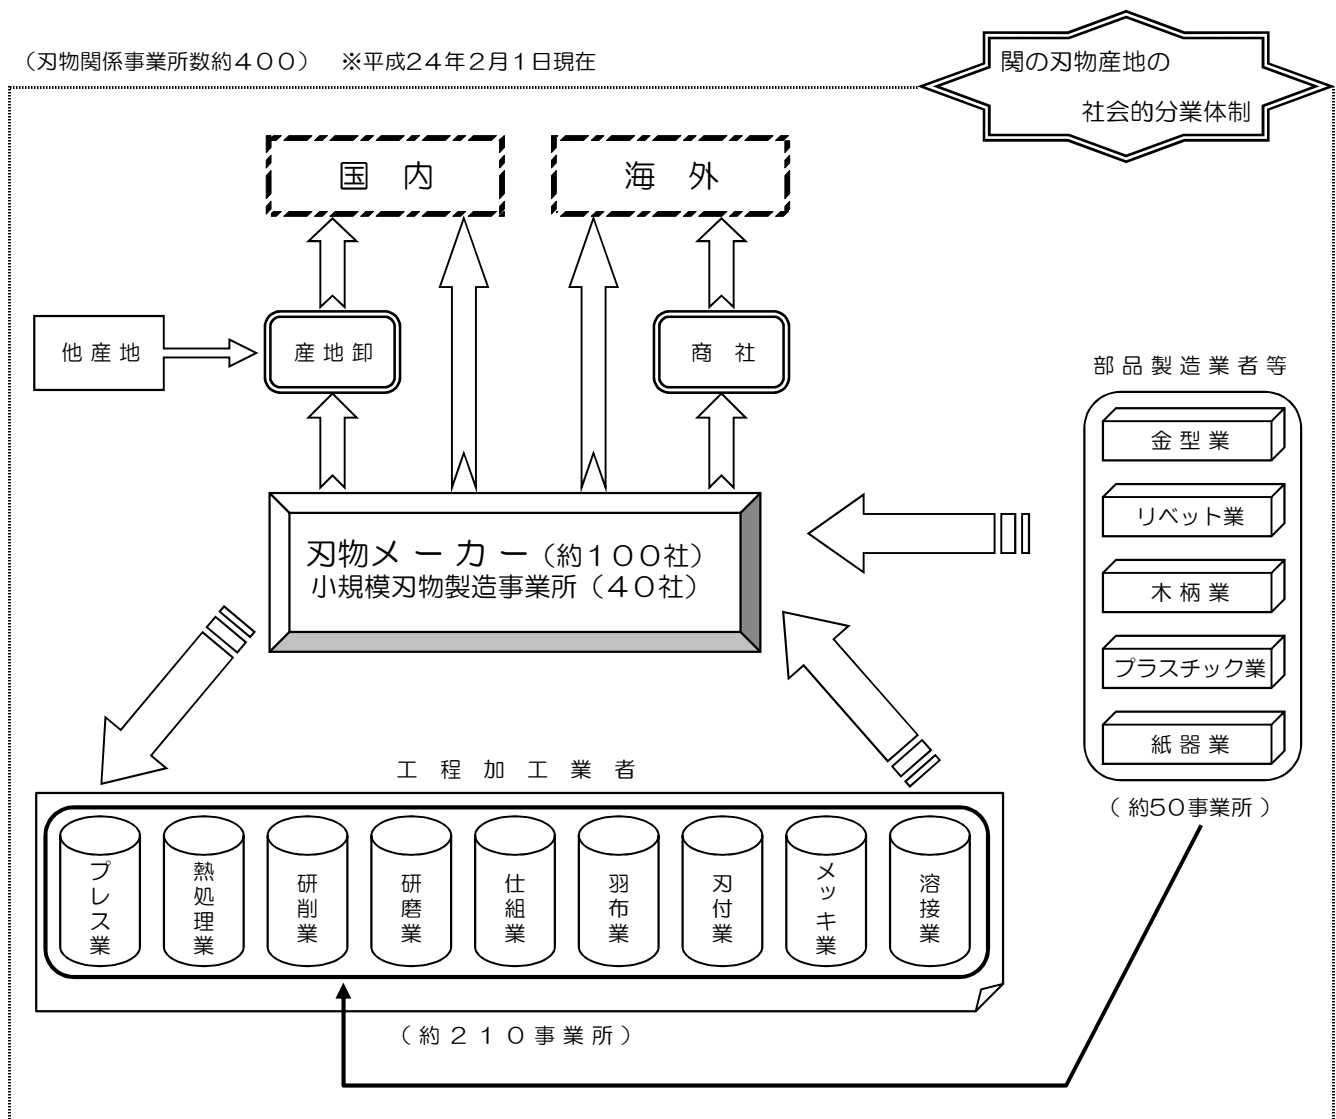 （刃物関係事業所数約４００）　※平成２４年２月１日現在
関の刃物産地の
社会的分業体制
国　内
海　外
他 産 地
産 地 卸
商　社
部 品 製 造 業 者 等
金 型 業
リベット業
木 柄 業
プラスチック業
紙 器 業
（ 約50事業所 ）
刃物メ ー カ ー（約１００社）
小規模刃物製造事業所（４０社）
工　程　加　工　業　者
プレス業
熱処理業
研削業
研磨業
仕組業
羽布業
刃付業
メッキ業
溶接業
（ 約 ２ １ ０ 事 業 所 ）